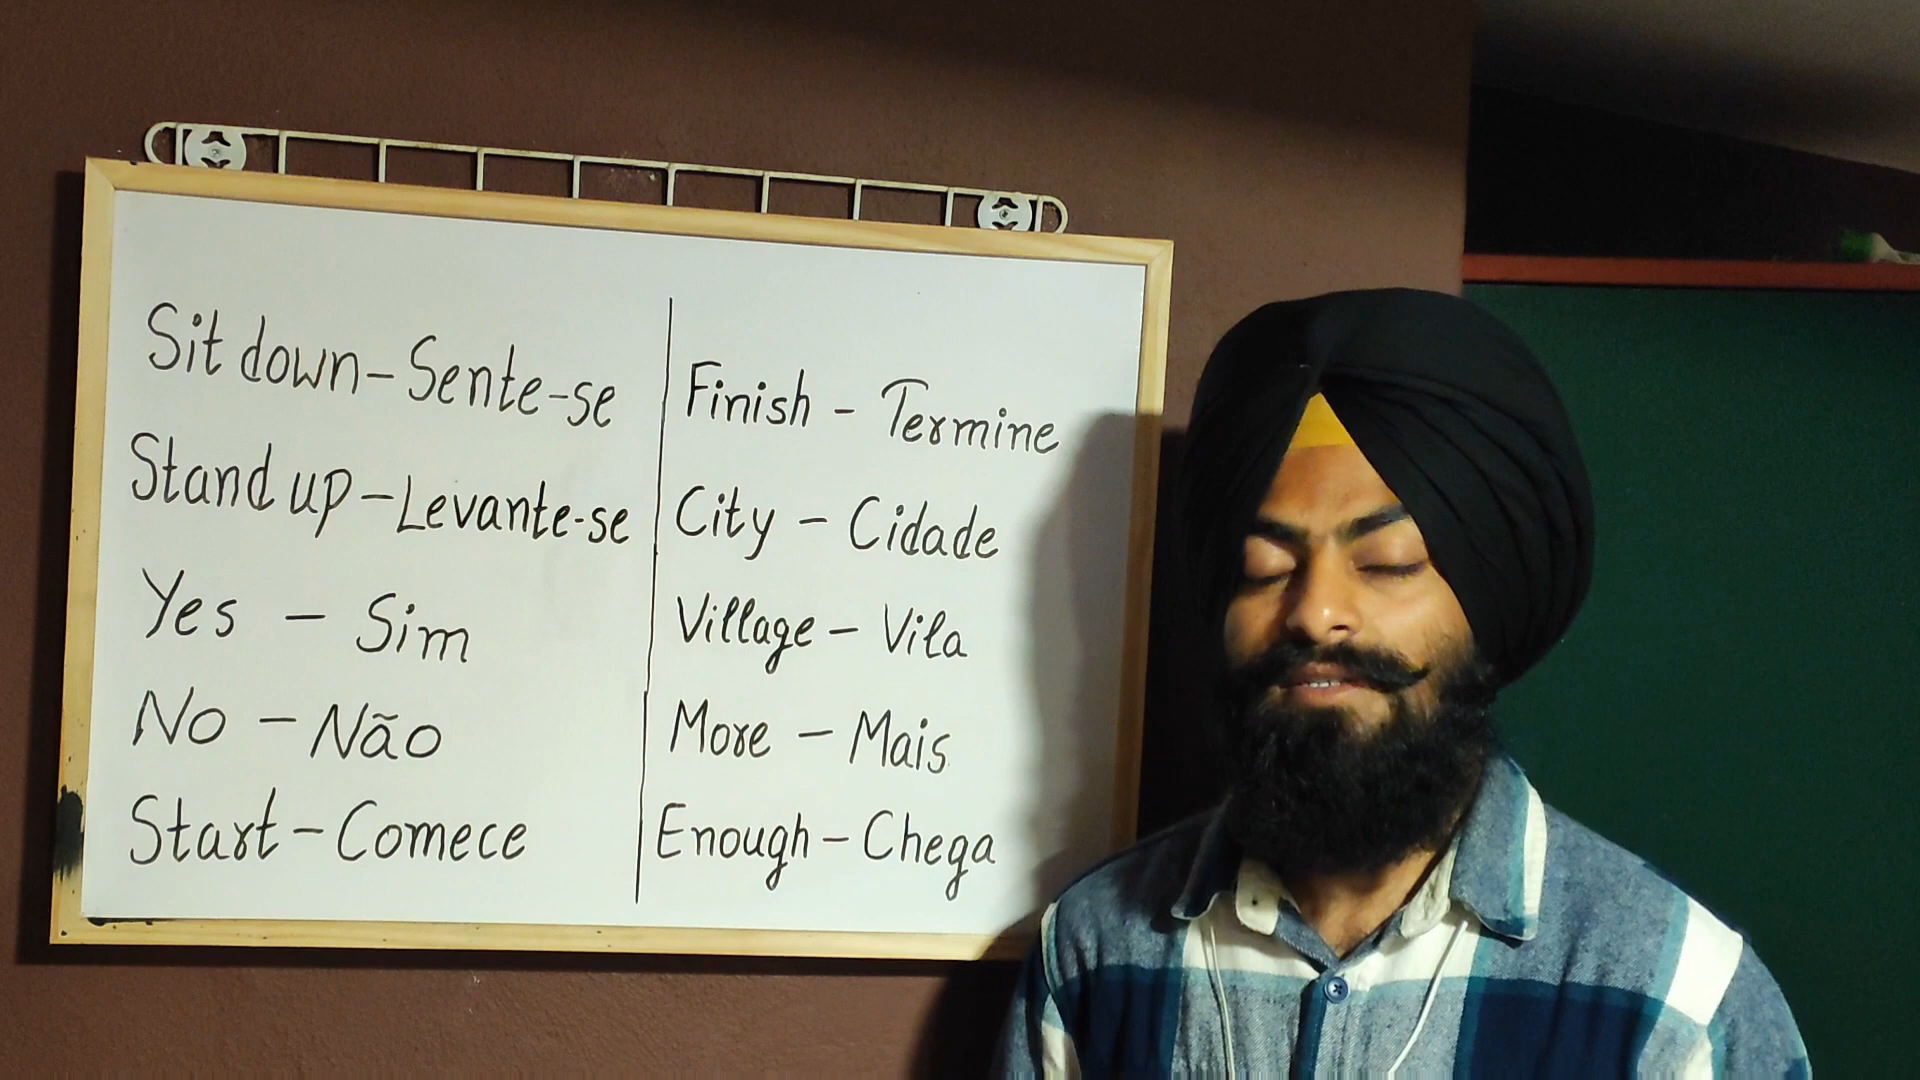 Sit down - Sente-se
Stand up - Levante-se
Yes - Sim
No - Não
Start - Comece
Finish - Termine
City - Cidade
Village - Vila
More - Mais
Enough - Chega